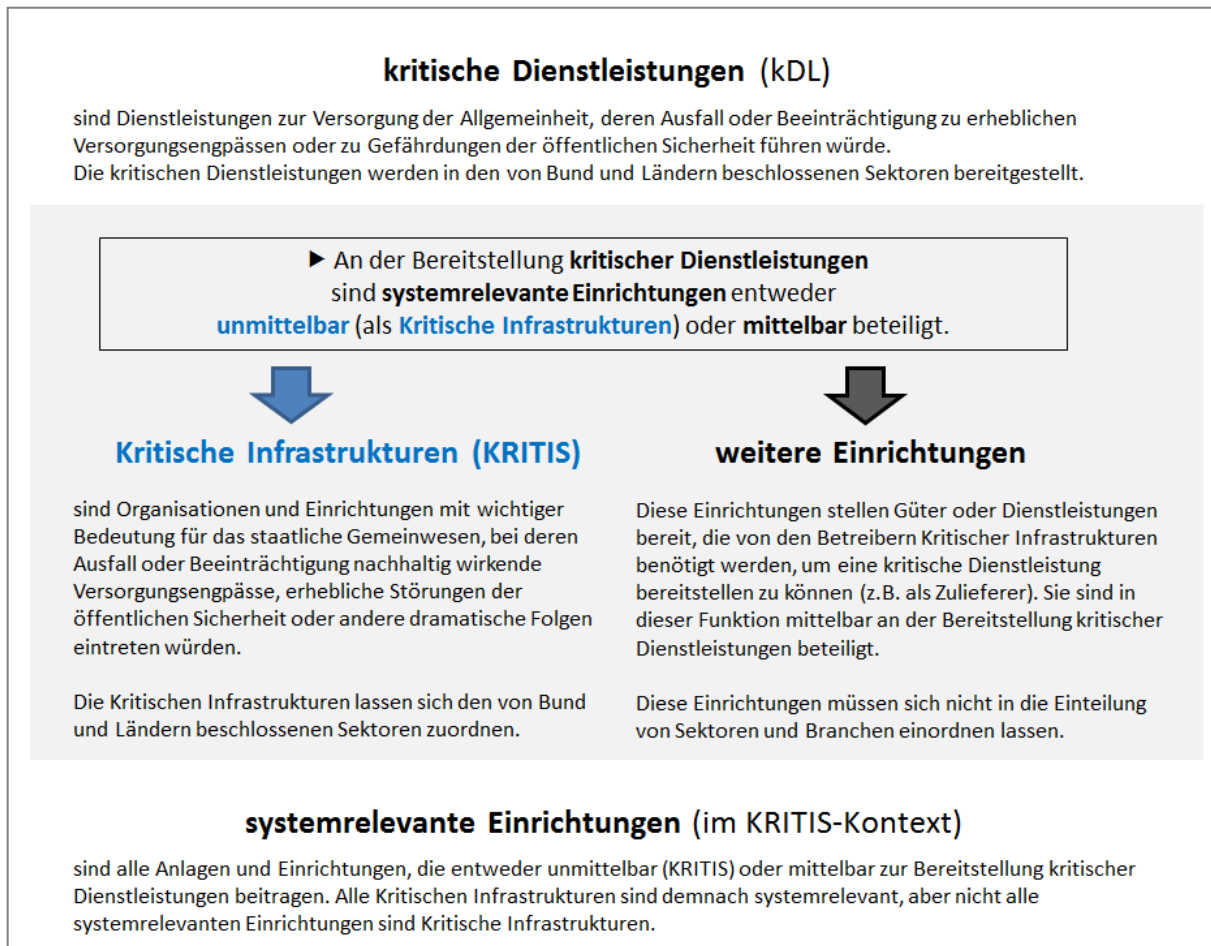 kritische Dienstleistungen (kDL)
sind Dienstleistungen zur Versorgung der Allgemeinheit, deren Ausfall oder Beeinträchtigung zu erheblichen
Versorgungsengpässen oder zu Gefährdungen der öffentlichen Sicherheit führen würde.
Die kritischen Dienstleistungen werden in den von Bund und Ländern beschlossenen Sektoren bereitgestellt.
► An der Bereitstellung kritischer Dienstleistungen
sind systemrelevante Einrichtungen entweder
unmittelbar (als Kritische Infrastrukturen) oder mittelbar beteiligt.
Kritische Infrastrukturen (KRITIS)
sind Organisationen und Einrichtungen mit wichtiger
Bedeutung für das staatliche Gemeinwesen, bei deren
Ausfall oder Beeinträchtigung nachhaltig wirkende
Versorgungsengpässe, erhebliche Störungen der
öffentlichen Sicherheit oder andere dramatische Folgen
eintreten würden.
Die Kritischen Infrastrukturen lassen sich den von Bund
und Ländern beschlossenen Sektoren zuordnen.
weitere Einrichtungen
Diese Einrichtungen stellen Güter oder Dienstleistungen
bereit, die von den Betreibern Kritischer Infrastrukturen
benötigt werden, um eine kritische Dienstleistung
bereitstellen zu können (z.B. als Zulieferer). Sie sind in
dieser Funktion mittelbar an der Bereitstellung kritischer
Dienstleistungen beteiligt.
Diese Einrichtungen müssen sich nicht in die Einteilung
von Sektoren und Branchen einordnen lassen.
systemrelevante Einrichtungen (im KRITIS-Kontext)
sind alle Anlagen und Einrichtungen, die entweder unmittelbar (KRITIS) oder mittelbar zur Bereitstellung kritischer
Dienstleistungen beitragen. Alle Kritischen Infrastrukturen sind demnach systemrelevant, aber nicht alle
systemrelevanten Einrichtungen sind Kritische Infrastrukturen.